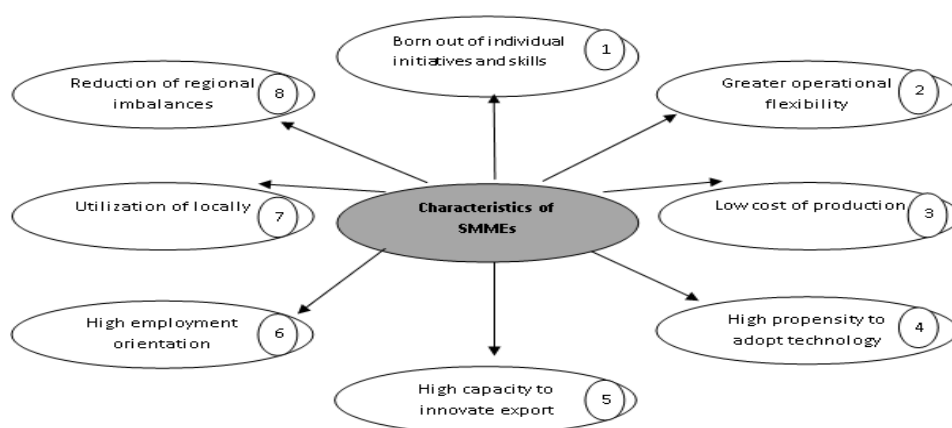 Born out of individual
initiatives and skills
1
Greater operational
flexibility
2
Low cost of production
3
High propensity to
adopt technology
4
High capacity to
innovate export
5
High employment
orientation
6
Utilization of locally
7
Reduction of regional
imbalances
8
Characteristics of
SMMEs